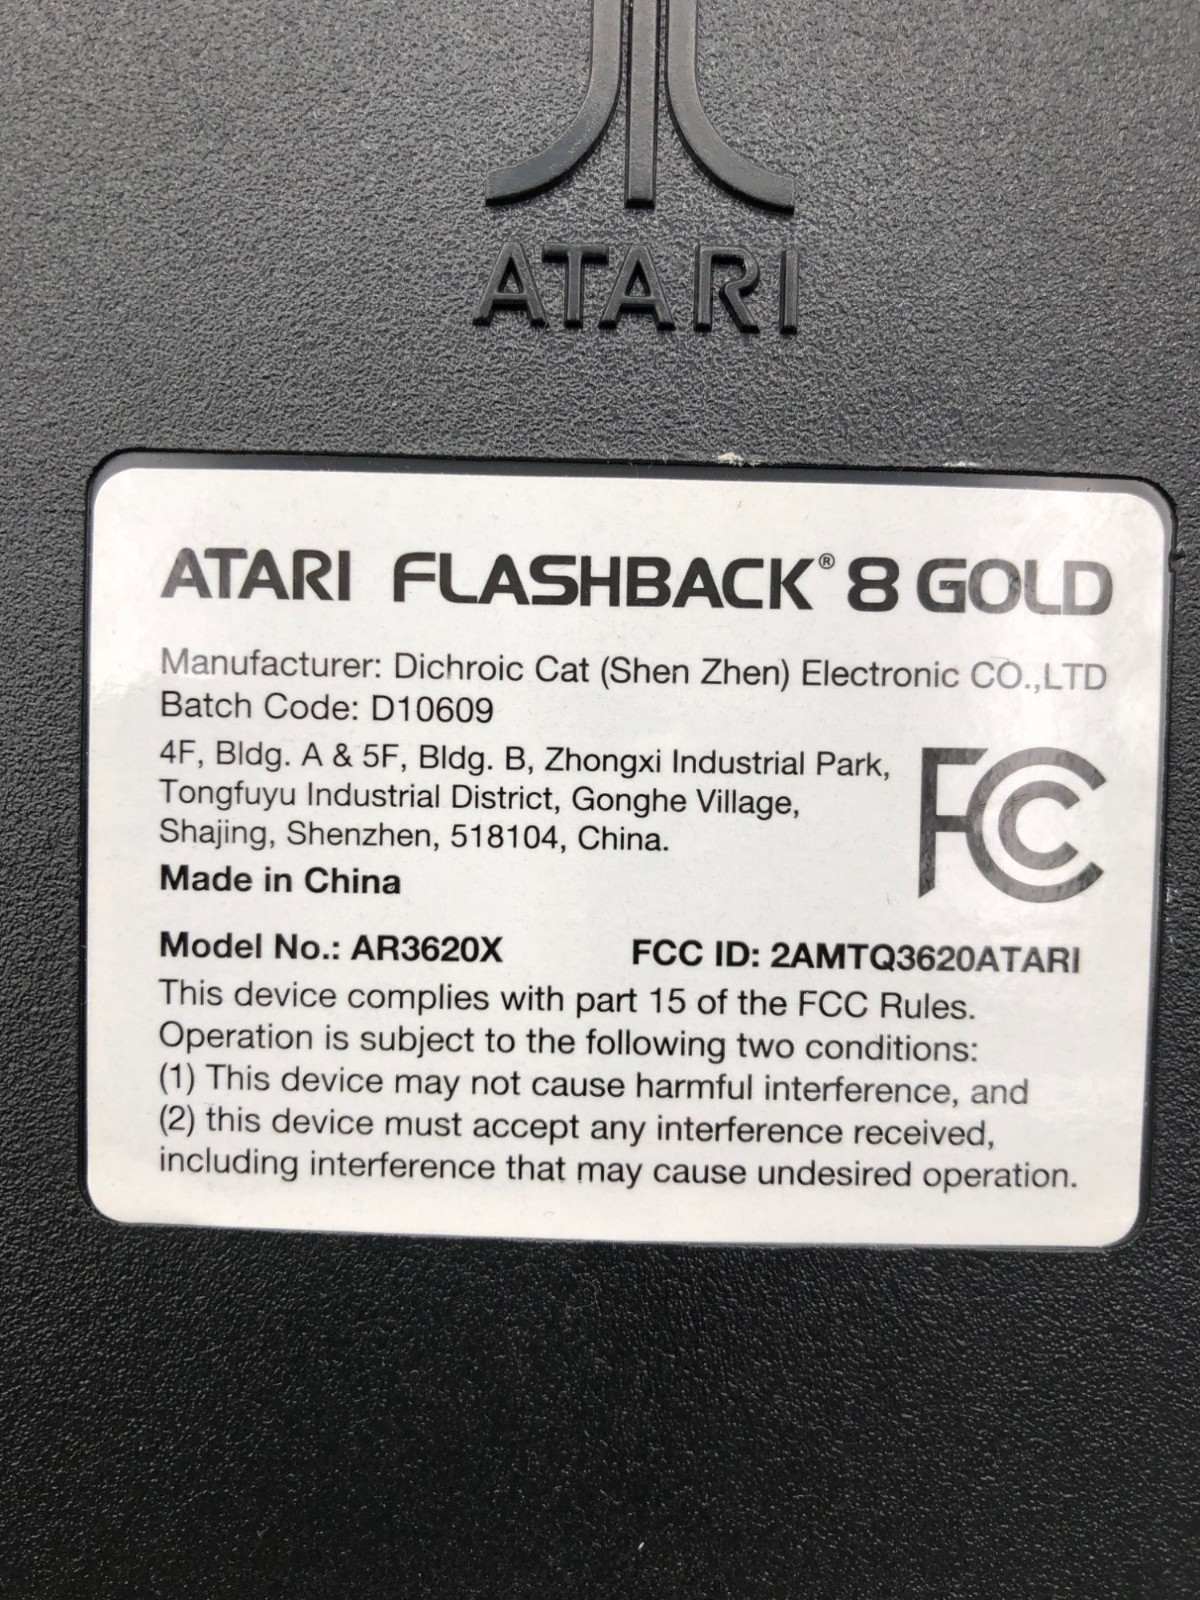 ATARI
ATARI FLASHBACK® 8 GOLD
Manufacturer: Dichroic Cat (Shen Zhen) Electronic CO.,LTD
Batch Code: D10609
4F, Bldg. A & 5F, Bldg. B, Zhongxi Industrial Park,
Tongfuyu Industrial District, Gonghe Village,
Shajing, Shenzhen, 518104, China.
FC
Made in China
Model No.: AR3620X FCC ID: 2AMTQ3620ATARI
This device complies with part 15 of the FCC Rules.
Operation is subject to the following two conditions:
(1) This device may not cause harmful interference, and
(2) this device must accept any interference received,
including interference that may cause undesired operation.